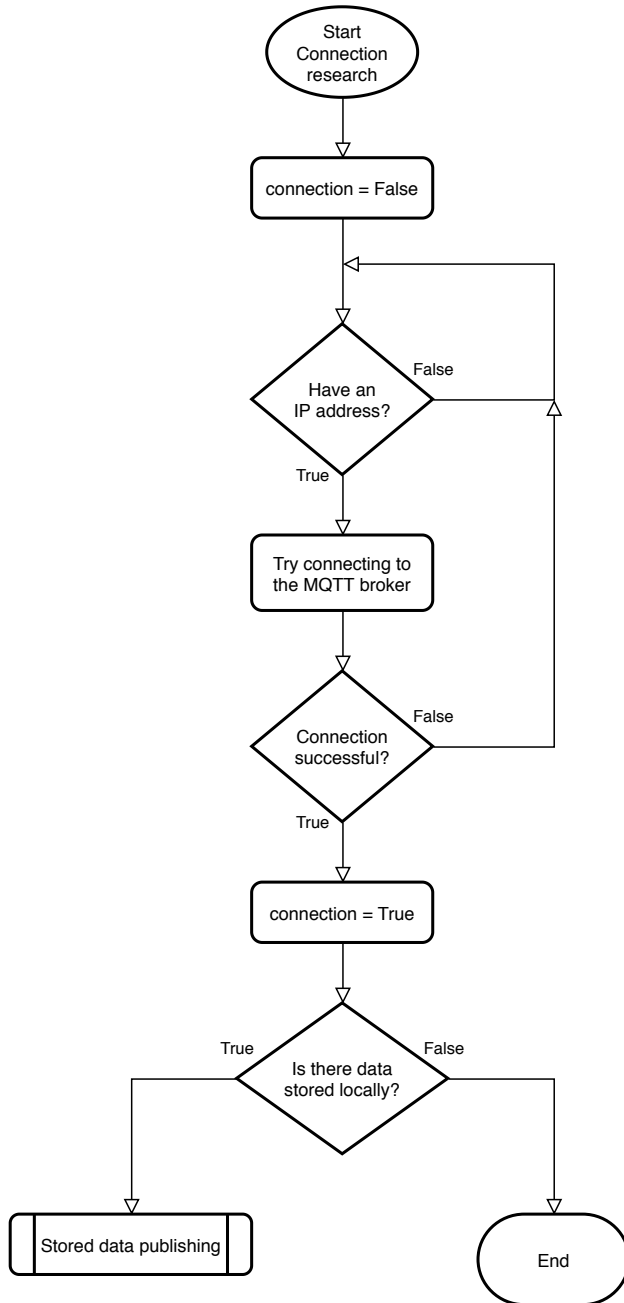 Start
Connection
research
connection = False
False
Have an
IP address?
True
Try connecting to
the MQTT broker
False
Connection
successful?
True
connection = True
True
False
Is there data
stored locally?
Stored data publishing
End